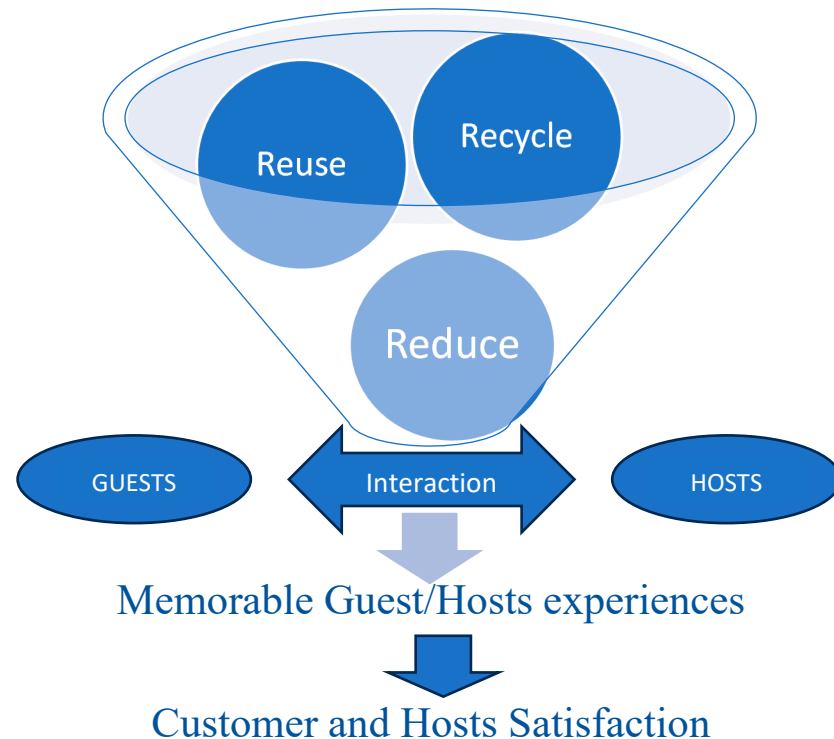 Recycle
Reuse
Reduce
GUESTS
Interaction
HOSTS
Memorable Guest/Hosts experiences
Customer and Hosts Satisfaction